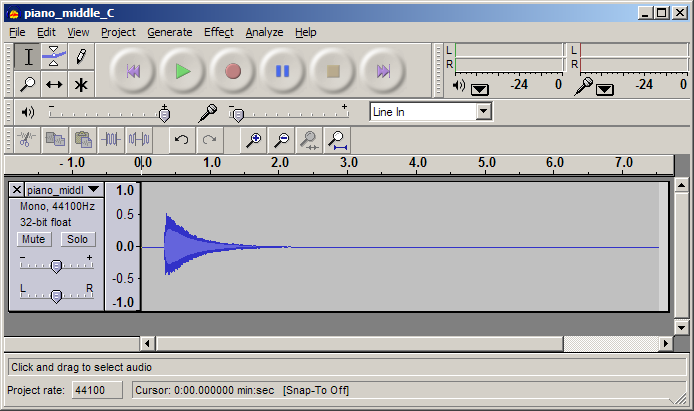 piano_middle_C
File Edit View Project Generate Effect Analyze Help
L
R
-24 0
L
R
-24 0
- +
- +
Line In
- 1.0 0.0 1.0 2.0 3.0 4.0 5.0 6.0 7.0
piano_middl
Mono, 44100Hz
32-bit float
Mute Solo
- +
L R
1.0
0.5
0.0
-0.5
-1.0
Click and drag to select audio
Project rate: 44100 Cursor: 0:00.000000 min:sec [Snap-To Off]